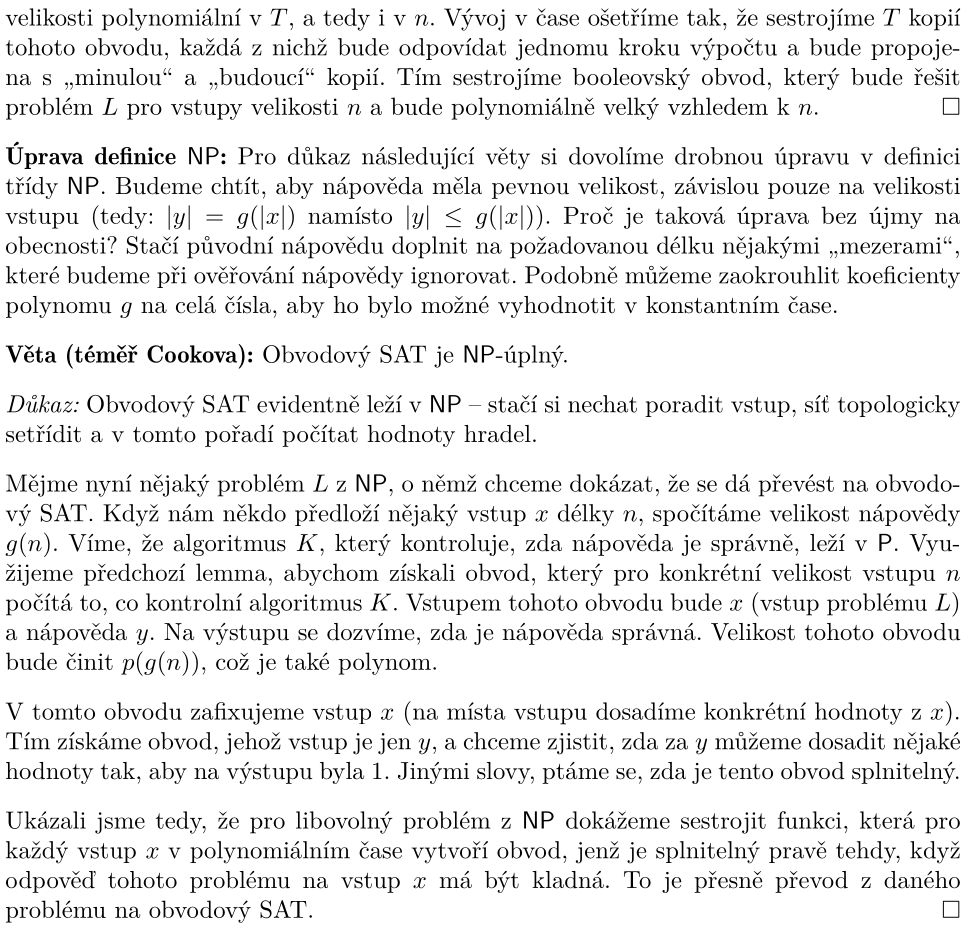 velikosti polynomiální v T, a tedy i v n. Vývoj v čase ošetříme tak, že sestrojíme T kopií
tohoto obvodu, každá z nichž bude odpovídat jednomu kroku výpočtu a bude propoje-
na s „minulou“ a „budoucí“ kopií. Tím sestrojíme booleovský obvod, který bude řešit
problém L pro vstupy velikosti n a bude polynomiálně velký vzhledem k n. □
Úprava definice NP: Pro důkaz následující věty si dovolíme drobnou úpravu v definici
třídy NP. Budeme chtít, aby nápověda měla pevnou velikost, závislou pouze na velikosti
vstupu (tedy: |y| = g(|x|) namísto |y| ≤ g(|x|)). Proč je taková úprava bez újmy na
obecnosti? Stačí původní nápovědu doplnit na požadovanou délku nějakými „mezerami“,
které budeme při ověřování nápovědy ignorovat. Podobně můžeme zaokrouhlit koeficienty
polynomu g na celá čísla, aby ho bylo možné vyhodnotit v konstantním čase.
Věta (téměř Cookova): Obvodový SAT je NP-úplný.
Důkaz: Obvodový SAT evidentně leží v NP – stačí si nechat poradit vstup, síť topologicky
setřídit a v tomto pořadí počítat hodnoty hradel.
Mějme nyní nějaký problém L z NP, o němž chceme dokázat, že se dá převést na obvodo-
vý SAT. Když nám někdo předloží nějaký vstup x délky n, spočítáme velikost nápovědy
g(n). Víme, že algoritmus K, který kontroluje, zda nápověda je správně, leží v P. Vyu-
žijeme předchozí lemma, abychom získali obvod, který pro konkrétní velikost vstupu n
počítá to, co kontrolní algoritmus K. Vstupem tohoto obvodu bude x (vstup problému L)
a nápověda y. Na výstupu se dozvíme, zda je nápověda správná. Velikost tohoto obvodu
bude činit p(g(n)), což je také polynom.
V tomto obvodu zafixujeme vstup x (na místa vstupu dosadíme konkrétní hodnoty z x).
Tím získáme obvod, jehož vstup je jen y, a chceme zjistit, zda za y můžeme dosadit nějaké
hodnoty tak, aby na výstupu byla 1. Jinými slovy, ptáme se, zda je tento obvod splnitelný.
Ukázali jsme tedy, že pro libovolný problém z NP dokážeme sestrojit funkci, která pro
každý vstup x v polynomiálním čase vytvoří obvod, jenž je splnitelný pravě tehdy, když
odpověď tohoto problému na vstup x má být kladná. To je přesně převod z daného
problému na obvodový SAT. □